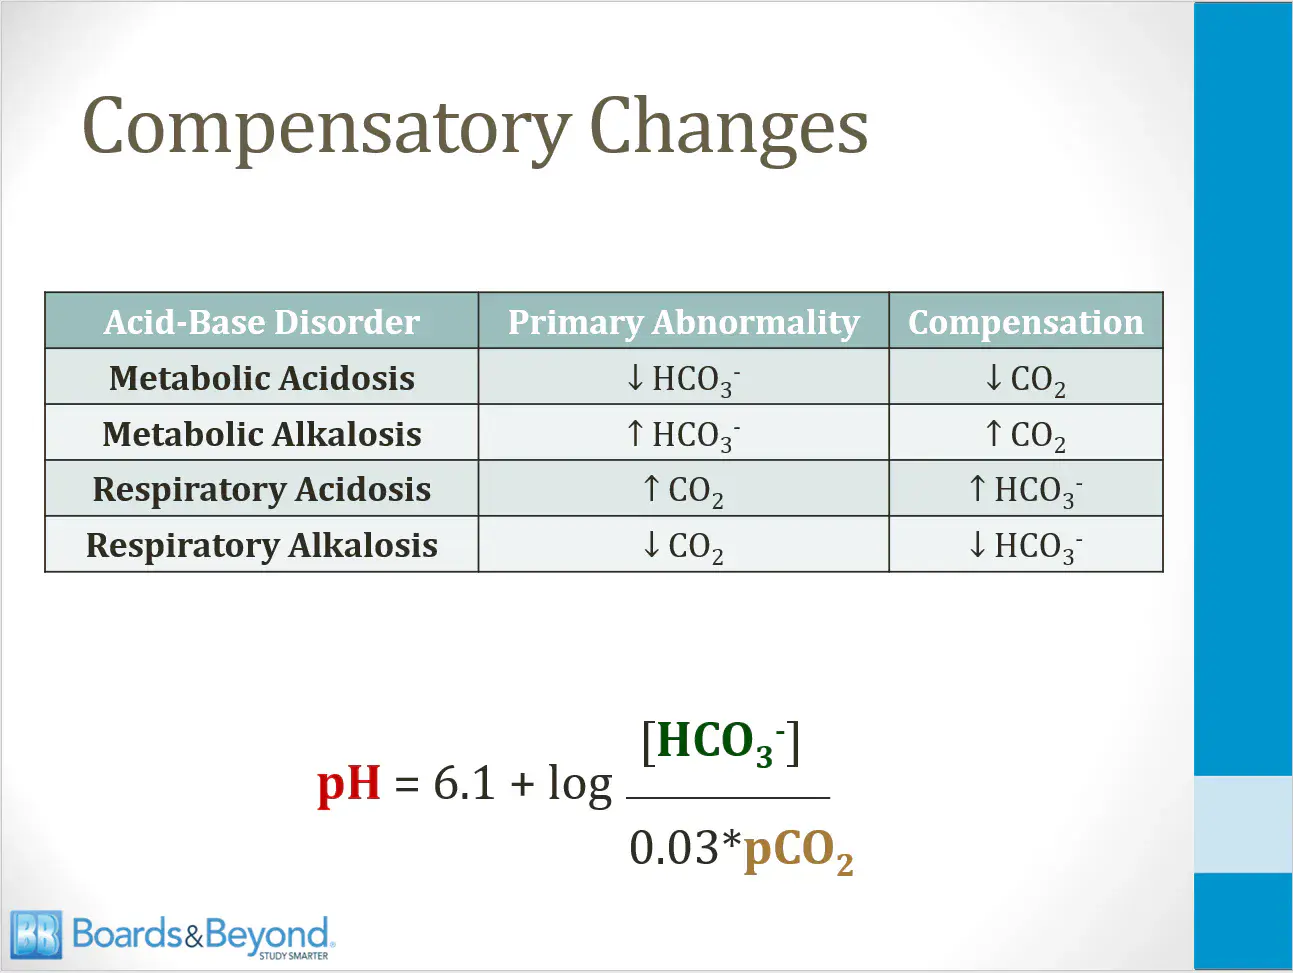 Compensatory Changes
Acid-Base Disorder Primary Abnormality Compensation
Metabolic Acidosis ↓HCO₃⁻ ↓CO₂
Metabolic Alkalosis ↑HCO₃⁻ ↑CO₂
Respiratory Acidosis ↑CO₂ ↑HCO₃⁻
Respiratory Alkalosis ↓CO₂ ↓HCO₃⁻
[HCO₃⁻]
pH = 6.1 + log
0.03*pCO₂
BB Boards&Beyond.
STUDY SMARTER